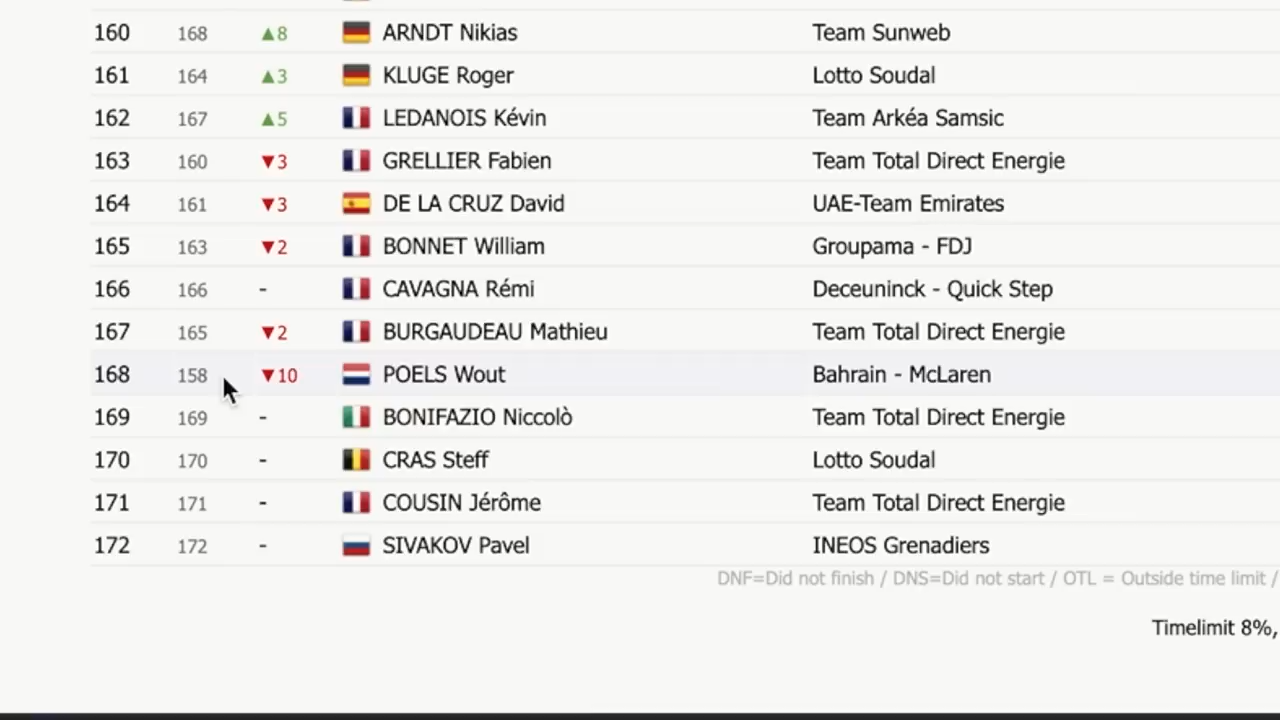 160 168 ▲8 ARNDT Nikias Team Sunweb
161 164 ▲3 KLUGE Roger Lotto Soudal
162 167 ▲5 LEDANOIS Kévin Team Arkéa Samsic
163 160 ▼3 GRELLIER Fabien Team Total Direct Energie
164 161 ▼3 DE LA CRUZ David UAE-Team Emirates
165 163 ▼2 BONNET William Groupama - FDJ
166 166 - CAVAGNA Rémi Deceuninck - Quick Step
167 165 ▼2 BURGAUDEAU Mathieu Team Total Direct Energie
168 158 ▼10 POELS Wout Bahrain - McLaren
169 169 - BONIFAZIO Niccolò Team Total Direct Energie
170 170 - CRAS Steff Lotto Soudal
171 171 - COUSIN Jérôme Team Total Direct Energie
172 172 - SIVAKOV Pavel INEOS Grenadiers
DNF=Did not finish / DNS=Did not start / OTL = Outside time limit /
Timelimit 8%,